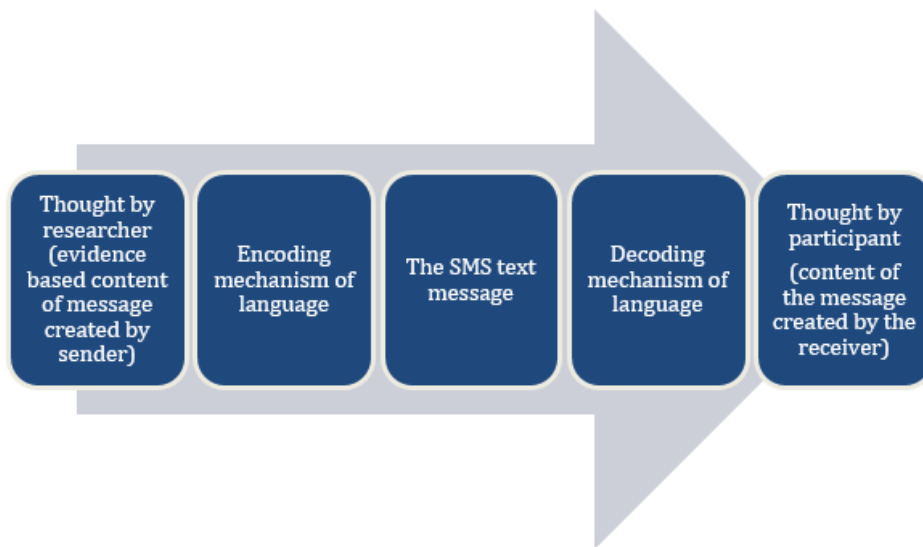 Thought by
researcher
(evidence
based content
of message
created by
sender)
Encoding
mechanism of
language
The SMS text
message
Decoding
mechanism of
language
Thought by
participant
(content of
the message
created by the
receiver)